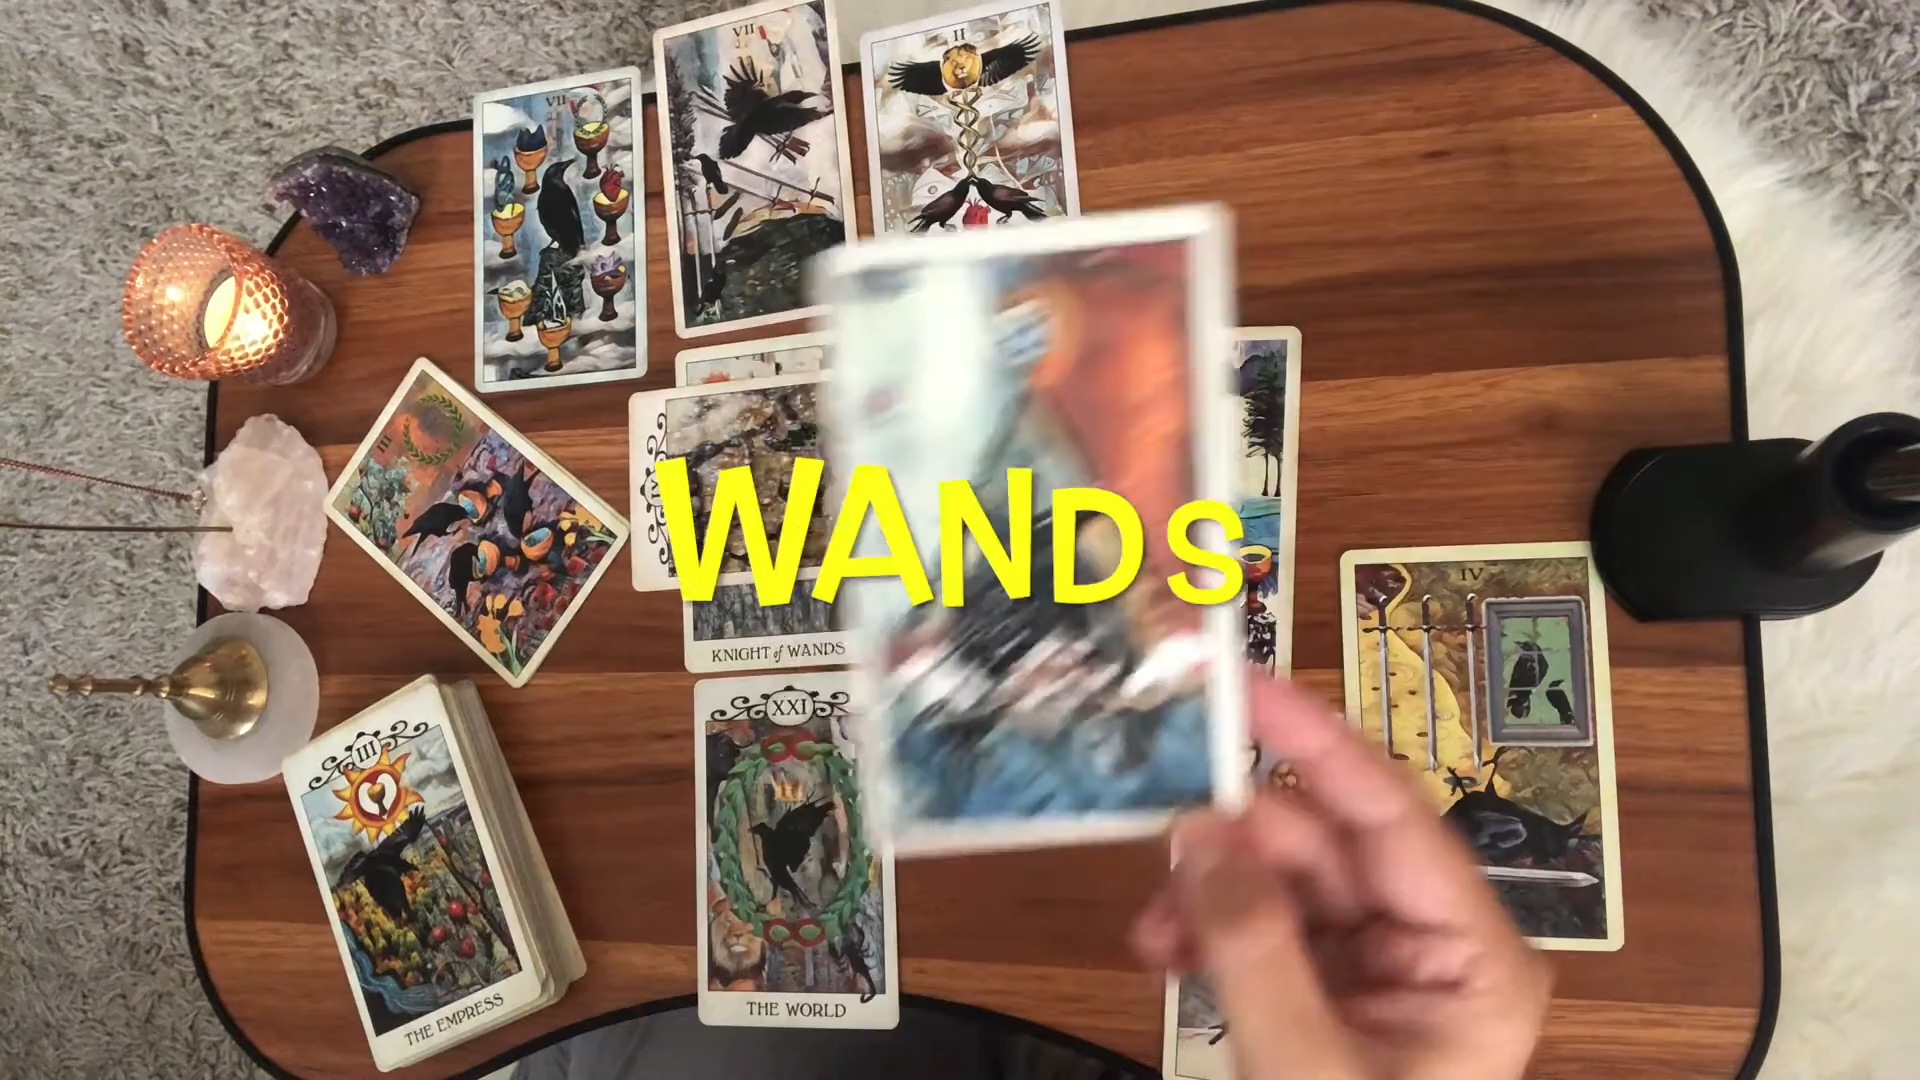 VII
VII
II
III
WANDS
KNIGHT of WANDS
IV
XXI
III
THE WORLD
THE EMPRESS